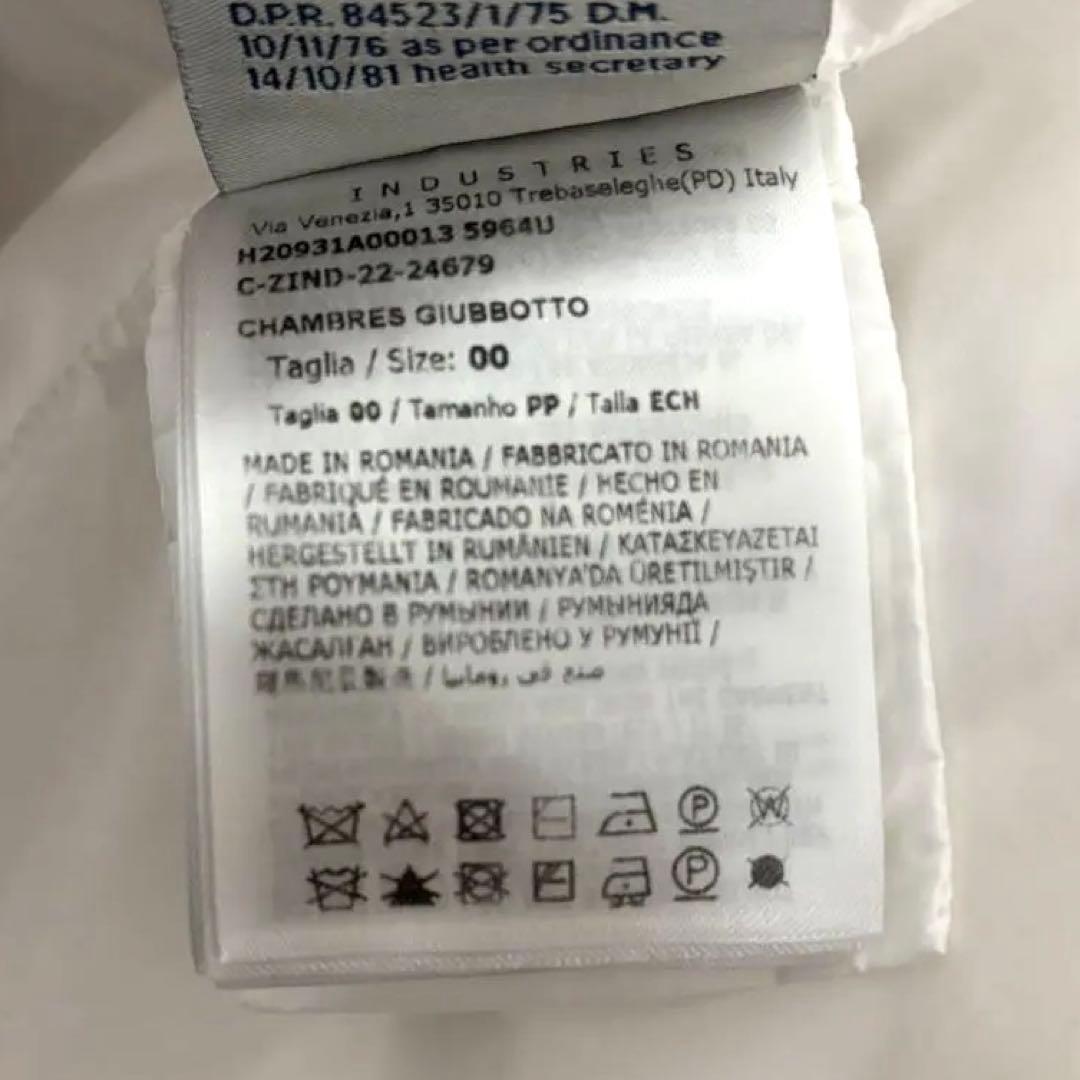 D.P.R. 84523/1/75 D.M.
10/11/76 as per ordinance
14/10/81 health secretary
INDUSTRIES
Via Venezia,1 35010 Trebaseleghe(PD) Italy
H20931A00013 5964U
C-ZIND-22-24679
CHAMBRES GIUBBOTTO
Taglia / Size: 00
Taglia 00 / Tamanho PP / Talla ECH
MADE IN ROMANIA / FABBRICATO IN ROMANIA
/ FABRIQUÉ EN ROUMANIE / HECHO EN
RUMANIA / FABRICADO NA ROMÉNIA /
HERGESTELLT IN RUMÄNIEN / ΚΑΤΑΣΚΕΥΑΖΕΤΑΙ
ΣΤΗ ΡΟΥΜΑΝΙΑ / ROMANYA'DA ÜRETILMIŞTIR /
СДЕЛАНО В РУМЫНИИ / РУМЫНИЯДА
ЖАСАЛҒАН / ВИРОБЛЕНО У РУМУНІЇ /
/ صنع في رومانيا
P W
P